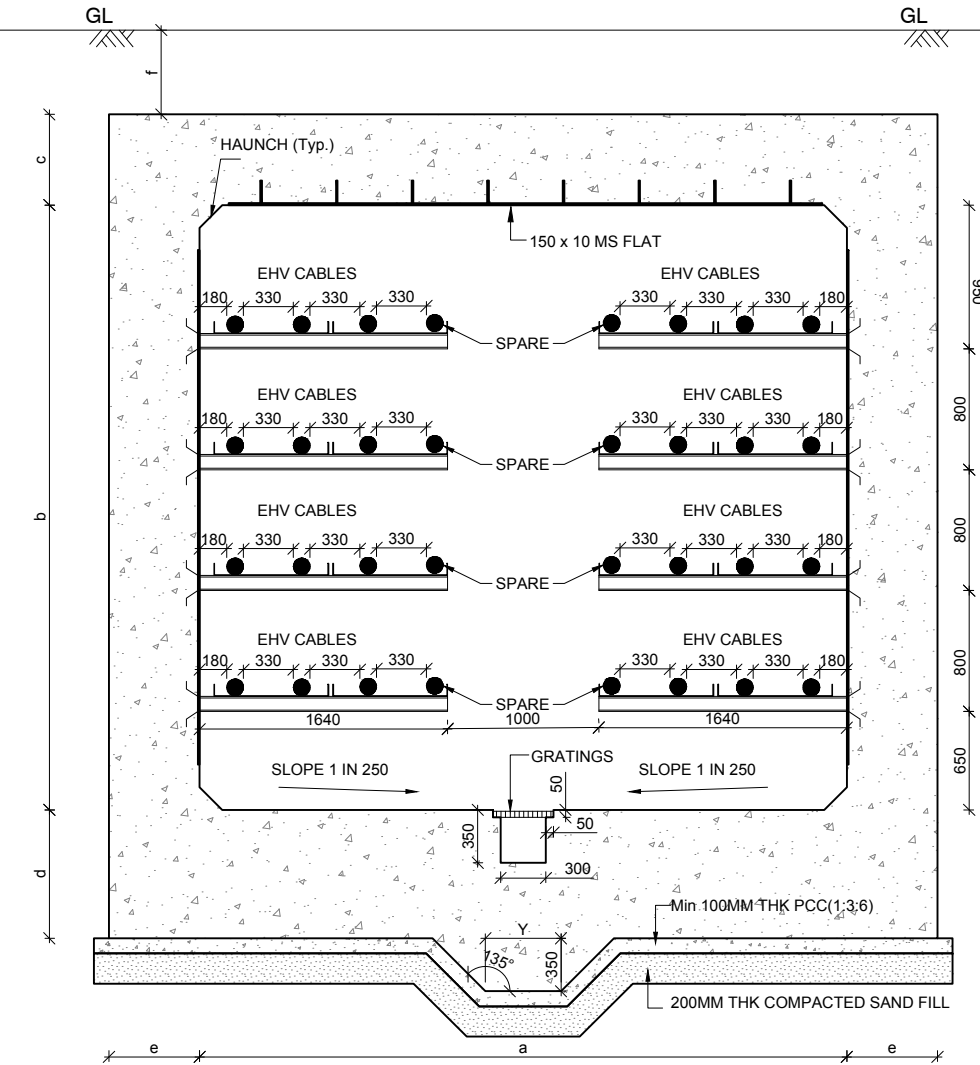 GL GL
f
c
HAUNCH (Typ.)
150 x 10 MS FLAT
950
EHV CABLES EHV CABLES
180 330 330 330 330 330 330 180
SPARE
800
EHV CABLES EHV CABLES
180 330 330 330 330 330 330 180
SPARE
b
800
EHV CABLES EHV CABLES
180 330 330 330 330 330 330 180
SPARE
800
EHV CABLES EHV CABLES
180 330 330 330 330 330 330 180
SPARE
1640 1000 1640
650
GRATINGS
SLOPE 1 IN 250 SLOPE 1 IN 250
50
50
350
300
d
Min 100MM THK PCC(1:3:6)
Y
135°
350
200MM THK COMPACTED SAND FILL
e a e